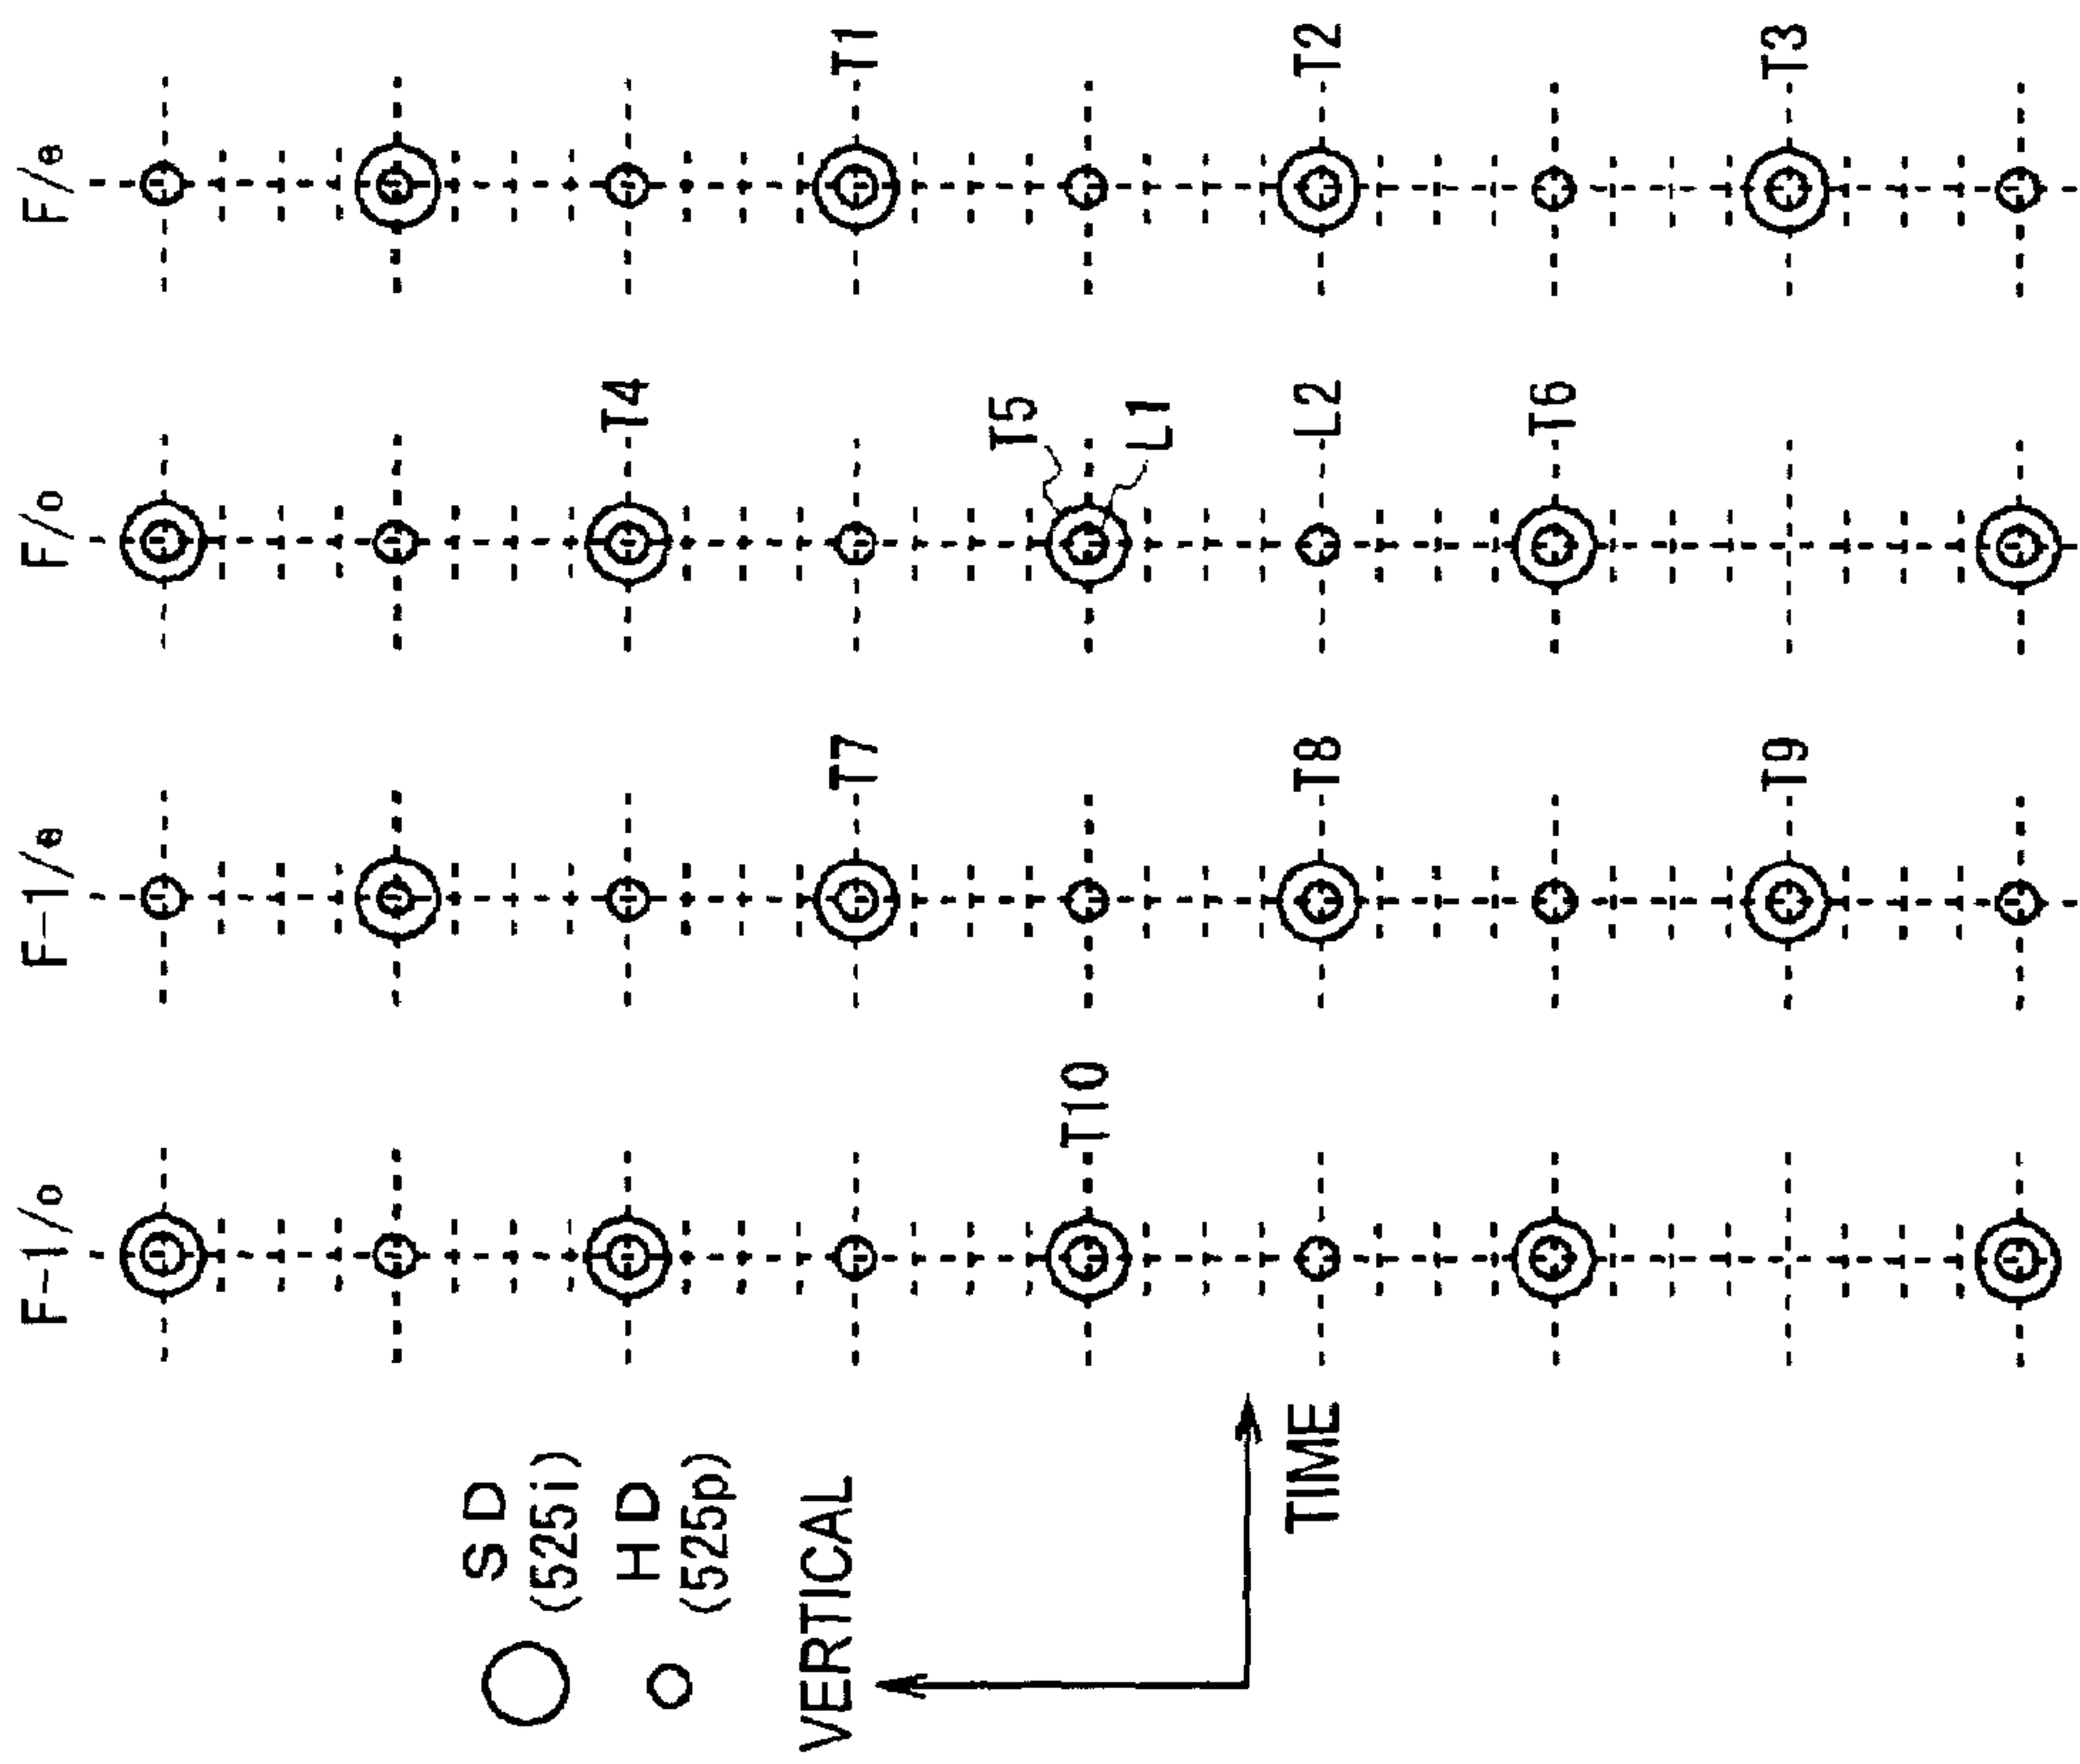 F-1/o F-1/e F/o F/e
SD
(525i)
HD
(525p)
T4
VERTICAL
T7 T1
T5
T10
L1
TIME
T8 L2 T2
T6
T9 T3